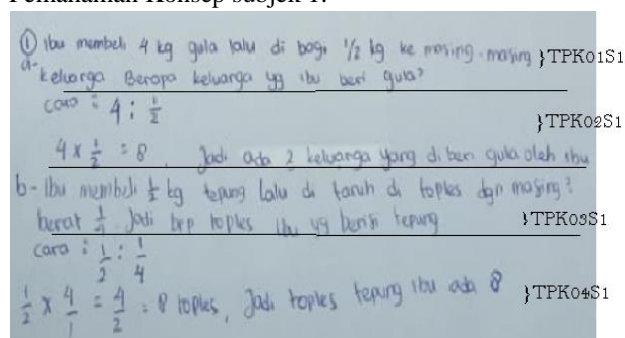 Pemahaman Konsep subjek 1.
① Ibu membeli 4 kg gula lalu di bagi 1/2 kg ke masing-masing }TPK01S1
a- keluarga Berapa keluarga yg ibu beri gula?
cara : 4 : 1/2 }TPK02S1
4 x 1/2 = 8 Jadi ada 2 keluarga yang di beri gula oleh ibu
b- Ibu membeli 1/2 kg tepung lalu di taruh di toples dgn masing²
berat 1/4. Jadi brp toples ibu yg berisi tepung }TPK03S1
cara : 1/2 : 1/4
1/2 x 4/1 = 4/2 = 8 toples, Jadi toples tepung ibu ada 8 }TPK04S1